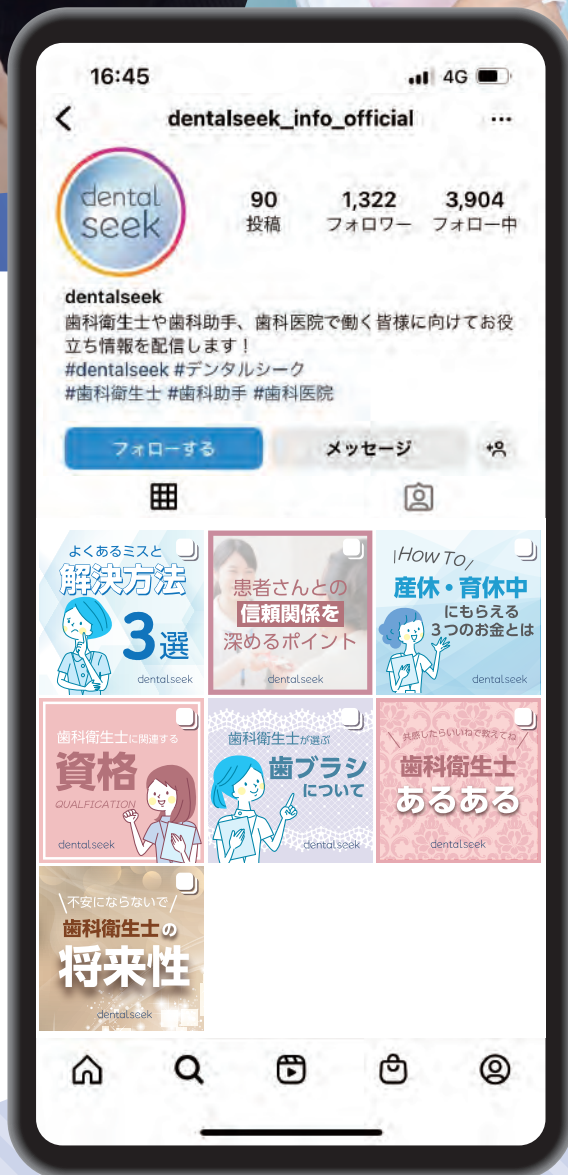 16:45
4G
dentalseek_info_official
dental
seek
90
1,322
3,904
投稿
フォロワー
フォロー中
dentalseek
歯科衛生士や歯科助手、歯科医院で働く皆様に向けてお役
立ち情報を配信します！
#dentalseek #デンタルシーク
#歯科衛生士 #歯科助手 #歯科医院
フォローする
メッセージ
よくあるミスと
解決方法
3選
dentalseek
患者さんとの
信頼関係を
深めるポイント
dentalseek
\HOW TO/
産休・育休中
にもらえる
3つのお金とは
dentalseek
歯科衛生士に関連する
資格
QUALFICATION
dentalseek
歯科衛生士が選ぶ
歯ブラシ
について
dentalseek
\共感したらいいねで教えてね/
歯科衛生士
あるある
dentalseek
\不安にならないで/
歯科衛生士の
将来性
dentalseek